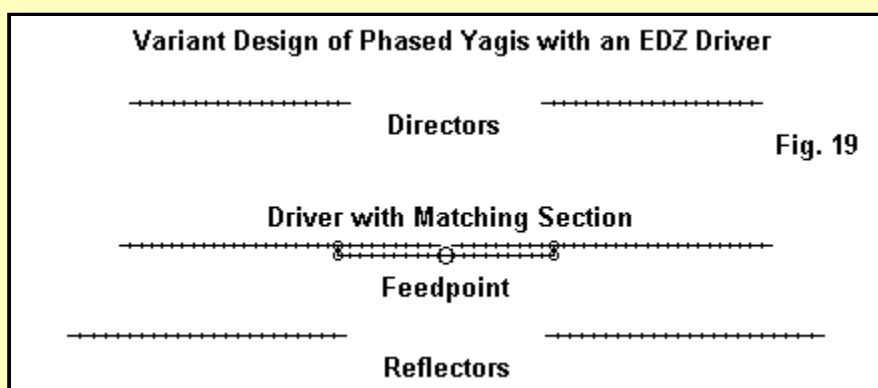 Variant Design of Phased Yagis with an EDZ Driver
Directors
Fig. 19
Driver with Matching Section
Feedpoint
Reflectors